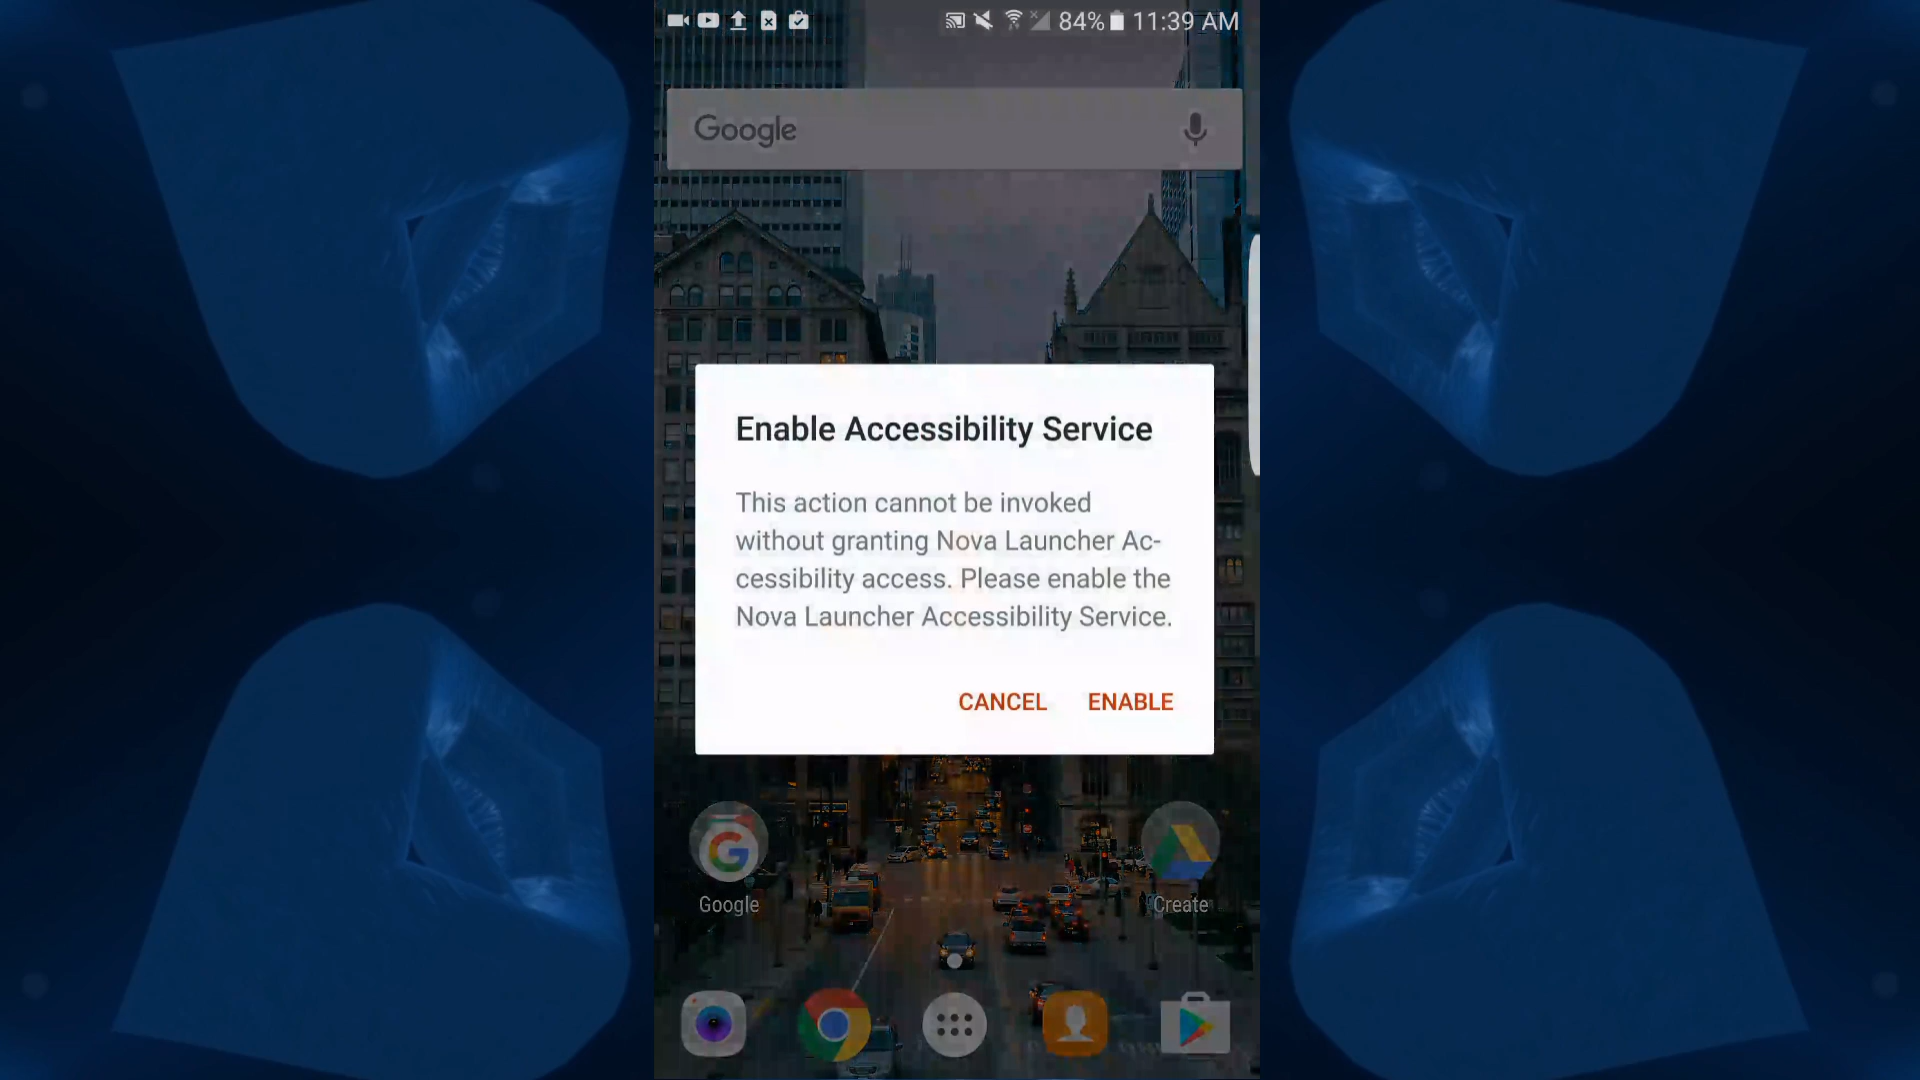 84% 11:39 AM
Google
Enable Accessibility Service
This action cannot be invoked
without granting Nova Launcher Ac-
cessibility access. Please enable the
Nova Launcher Accessibility Service.
CANCEL ENABLE
Google Create